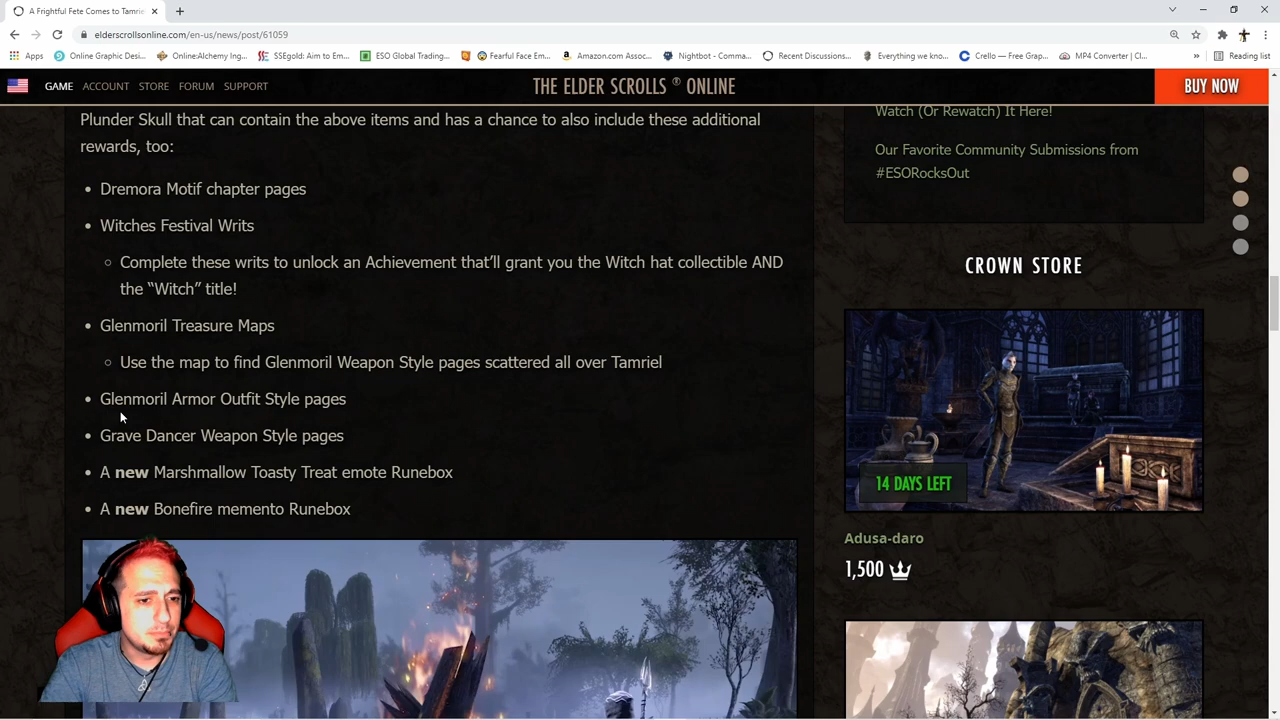 A Frightful Fete Comes to Tamrie
elderscrollsonline.com/en-us/news/post/61059
Apps
Online Graphic Desi...
Online:Alchemy Ing...
SSEgold: Aim to Em...
ESO Global Trading...
Fearful Face Em...
Amazon.com Assoc...
Nightbot - Comma...
Recent Discussions...
Everything we kno...
Crello — Free Grap...
MP4 Converter | Cl...
»
Reading list
GAME ACCOUNT STORE FORUM SUPPORT
THE ELDER SCROLLS ® ONLINE
BUY NOW
Plunder Skull that can contain the above items and has a chance to also include these additional
rewards, too:
• Dremora Motif chapter pages
• Witches Festival Writs
Complete these writs to unlock an Achievement that’ll grant you the Witch hat collectible AND
the “Witch” title!
• Glenmoril Treasure Maps
Use the map to find Glenmoril Weapon Style pages scattered all over Tamriel
• Glenmoril Armor Outfit Style pages
• Grave Dancer Weapon Style pages
• A new Marshmallow Toasty Treat emote Runebox
• A new Bonefire memento Runebox
Watch (Or Rewatch) It Here!
Our Favorite Community Submissions from
#ESORocksOut
CROWN STORE
14 DAYS LEFT
Adusa-daro
1,500